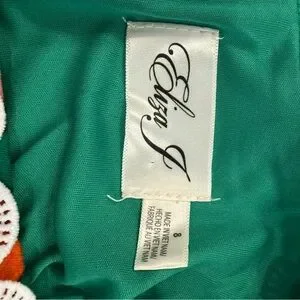 Eliza J
8
MADE IN VIETNAM
HECHO EN VIETNAM
FABRIQUÉ AU VIETNAM